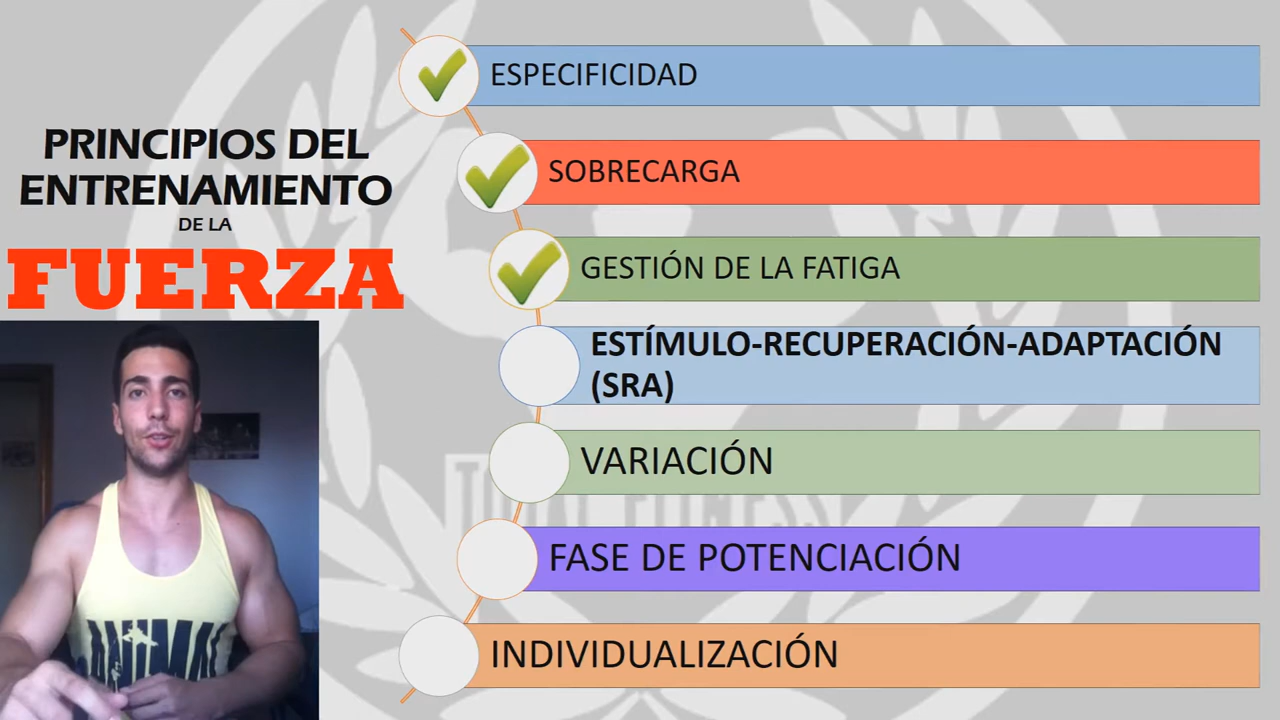 PRINCIPIOS DEL
ENTRENAMIENTO
DE LA
FUERZA
ESPECIFICIDAD
SOBRECARGA
GESTIÓN DE LA FATIGA
ESTÍMULO-RECUPERACIÓN-ADAPTACIÓN
(SRA)
VARIACIÓN
FASE DE POTENCIACIÓN
INDIVIDUALIZACIÓN
ANIMAL